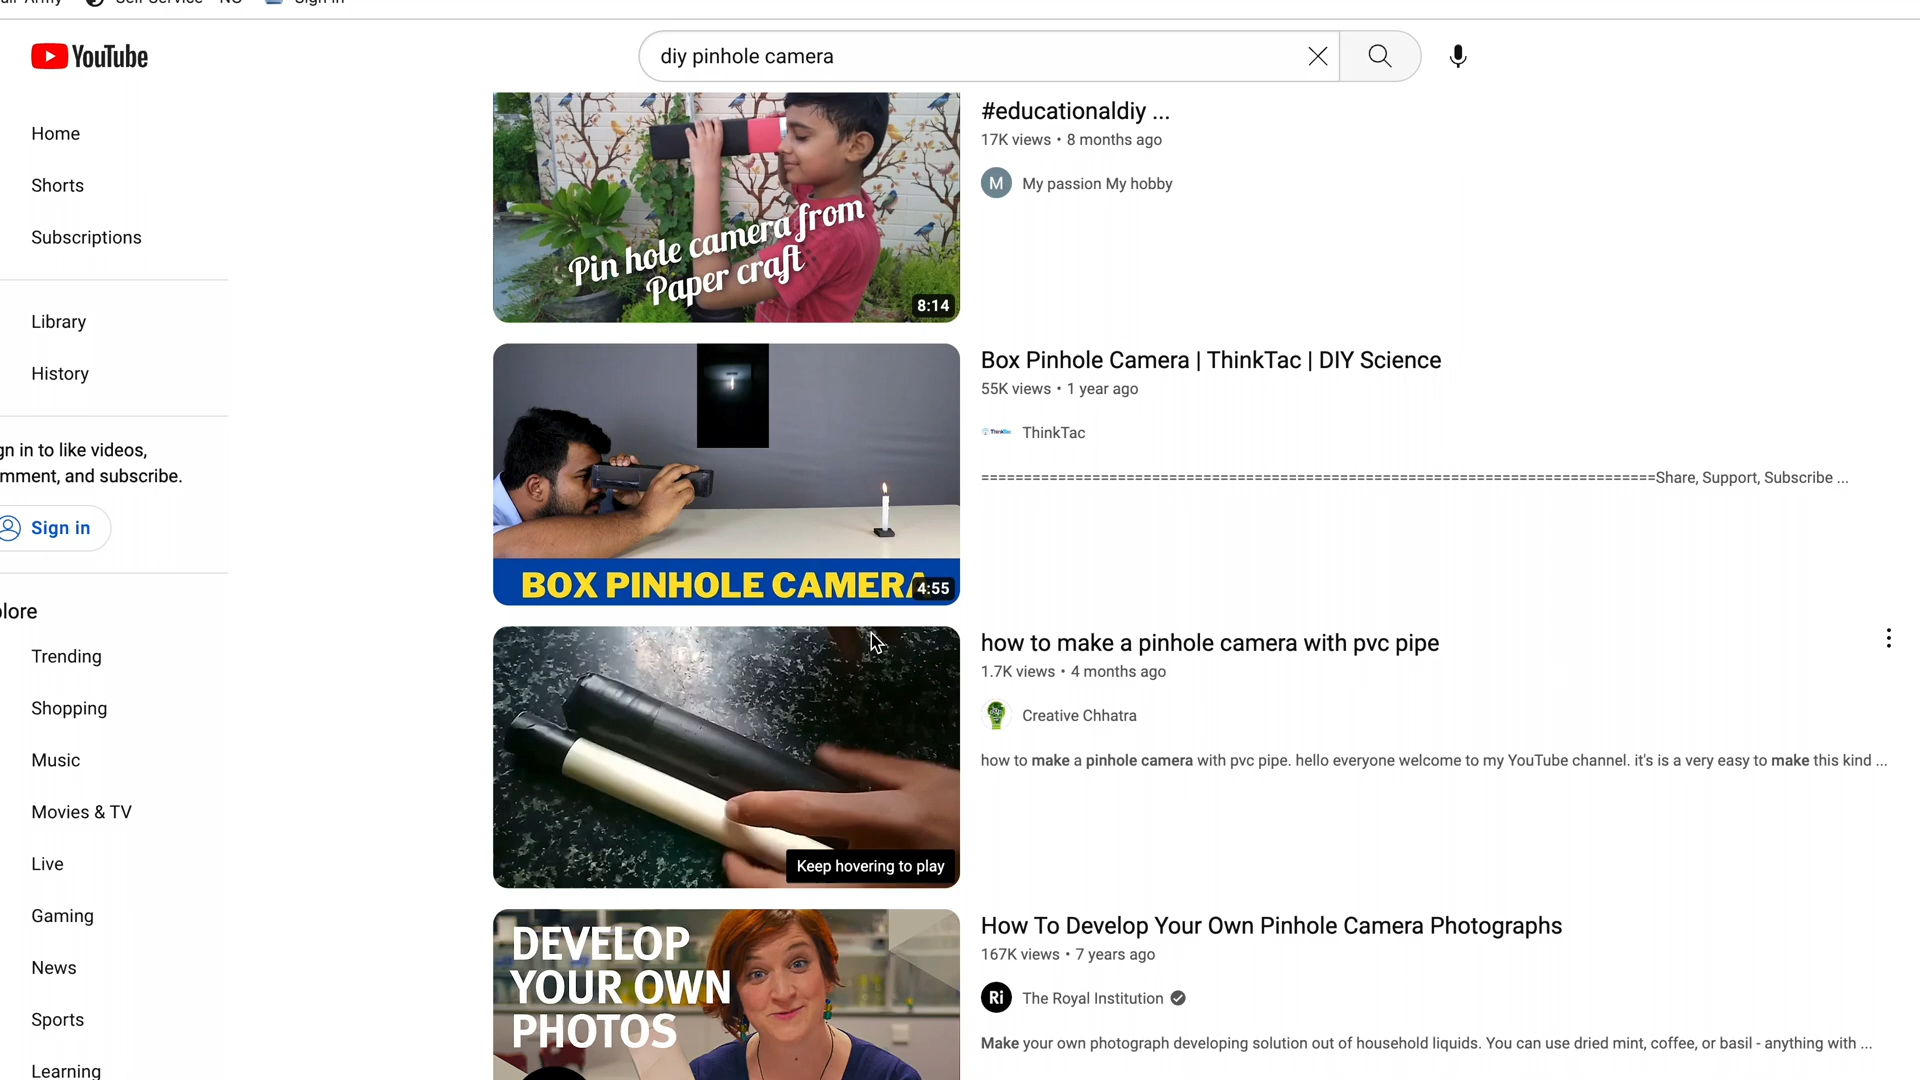 Sign in
YouTube
diy pinhole camera
Home
Shorts
Subscriptions
Library
History
gn in to like videos,
mment, and subscribe.
Sign in
lore
Trending
Shopping
Music
Movies & TV
Live
Gaming
News
Sports
Learning
Pin hole camera from
Paper craft
8:14
#educationaldiy ...
17K views • 8 months ago
M
My passion My hobby
BOX PINHOLE CAMERA
4:55
Box Pinhole Camera | ThinkTac | DIY Science
55K views • 1 year ago
ThinkTac
ThinkTac
===============================================================================Share, Support, Subscribe ...
Keep hovering to play
how to make a pinhole camera with pvc pipe
1.7K views • 4 months ago
Creative Chhatra
how to make a pinhole camera with pvc pipe. hello everyone welcome to my YouTube channel. it's is a very easy to make this kind ...
DEVELOP
YOUR OWN
PHOTOS
How To Develop Your Own Pinhole Camera Photographs
167K views • 7 years ago
Ri
The Royal Institution
Make your own photograph developing solution out of household liquids. You can use dried mint, coffee, or basil - anything with ...